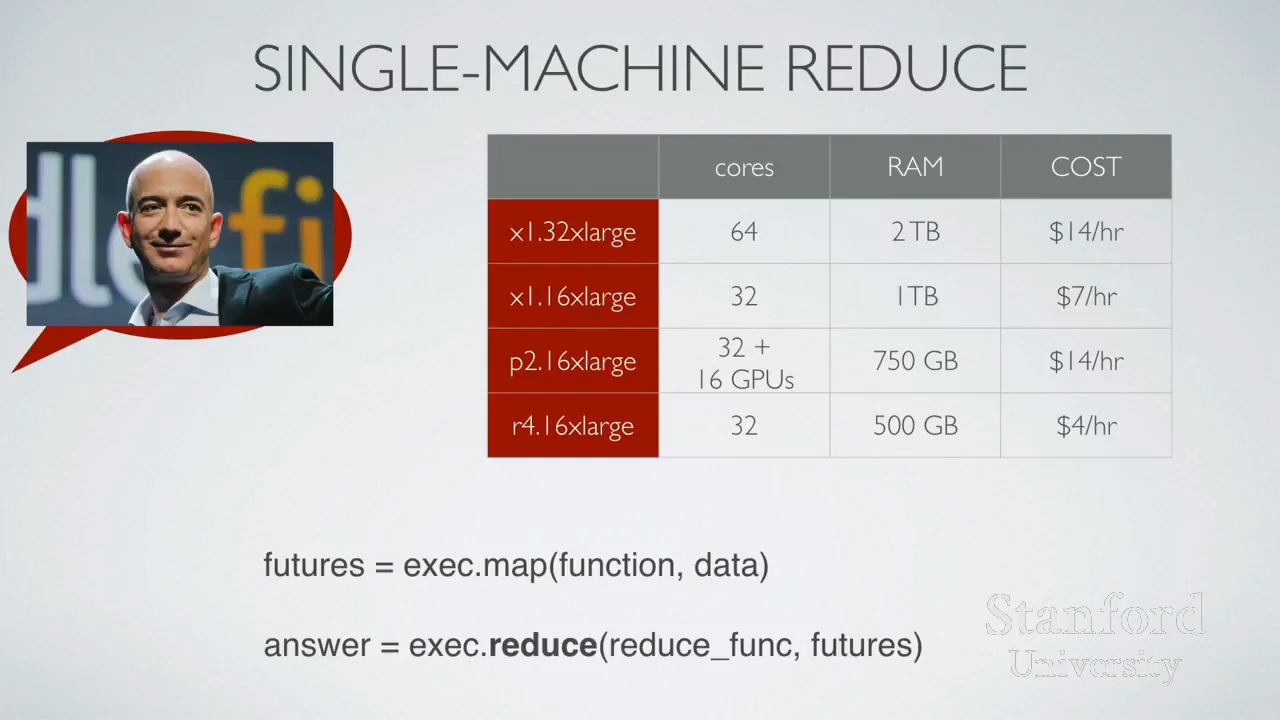 SINGLE-MACHINE REDUCE
dle fi
cores RAM COST
x1.32xlarge 64 2 TB $14/hr
x1.16xlarge 32 1TB $7/hr
p2.16xlarge 32 + 16 GPUs 750 GB $14/hr
r4.16xlarge 32 500 GB $4/hr
futures = exec.map(function, data)
answer = exec.reduce(reduce_func, futures)
Stanford
University